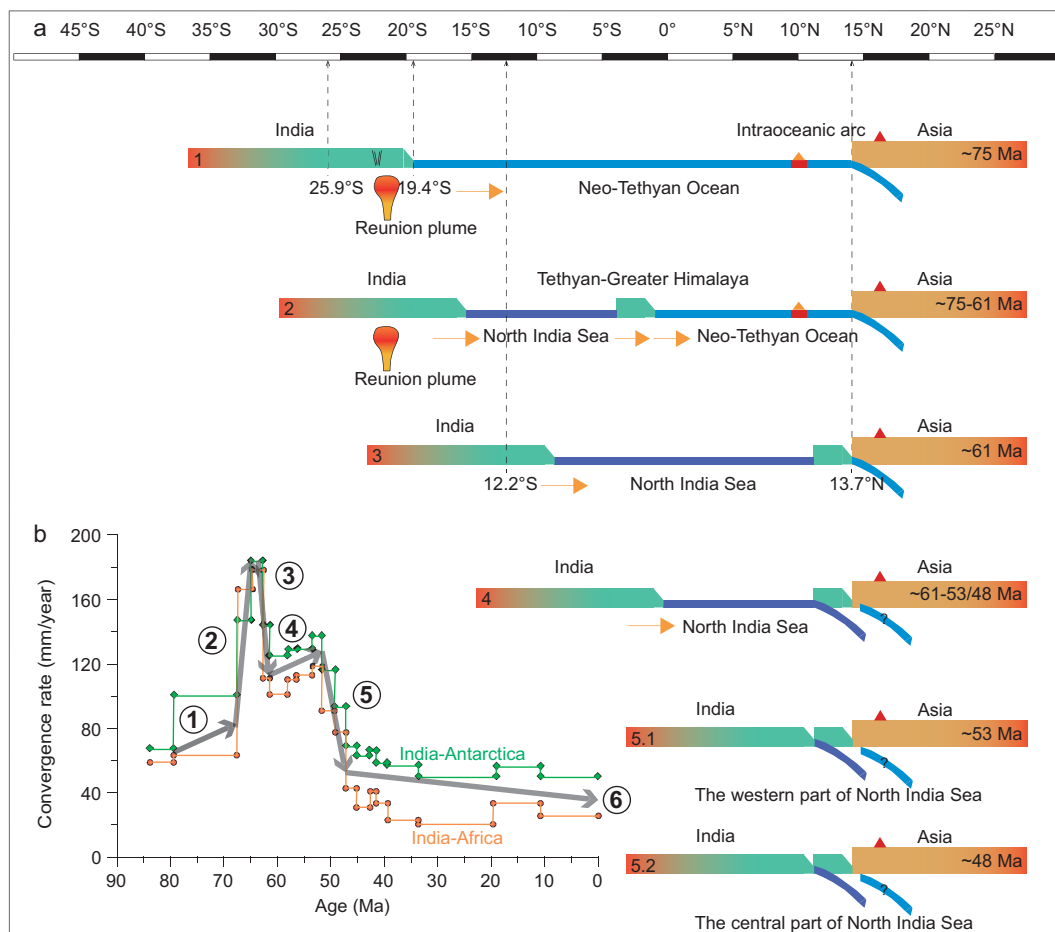 a 45°S 40°S 35°S 30°S 25°S 20°S 15°S 10°S 5°S 0° 5°N 10°N 15°N 20°N 25°N
India Intraoceanic arc Asia
1 ~75 Ma
25.9°S 19.4°S Neo-Tethyan Ocean
Reunion plume
India Tethyan-Greater Himalaya Asia
2 ~75-61 Ma
North India Sea Neo-Tethyan Ocean
Reunion plume
India Asia
3 ~61 Ma
12.2°S North India Sea 13.7°N
b
Convergence rate (mm/year)
200
160
120
80
40
0
90 80 70 60 50 40 30 20 10 0
Age (Ma)
1
2
3
4
5
6
India-Antarctica
India-Africa
India Asia
4 ~61-53/48 Ma
?
North India Sea
India Asia
5.1 ~53 Ma
?
The western part of North India Sea
India Asia
5.2 ~48 Ma
?
The central part of North India Sea